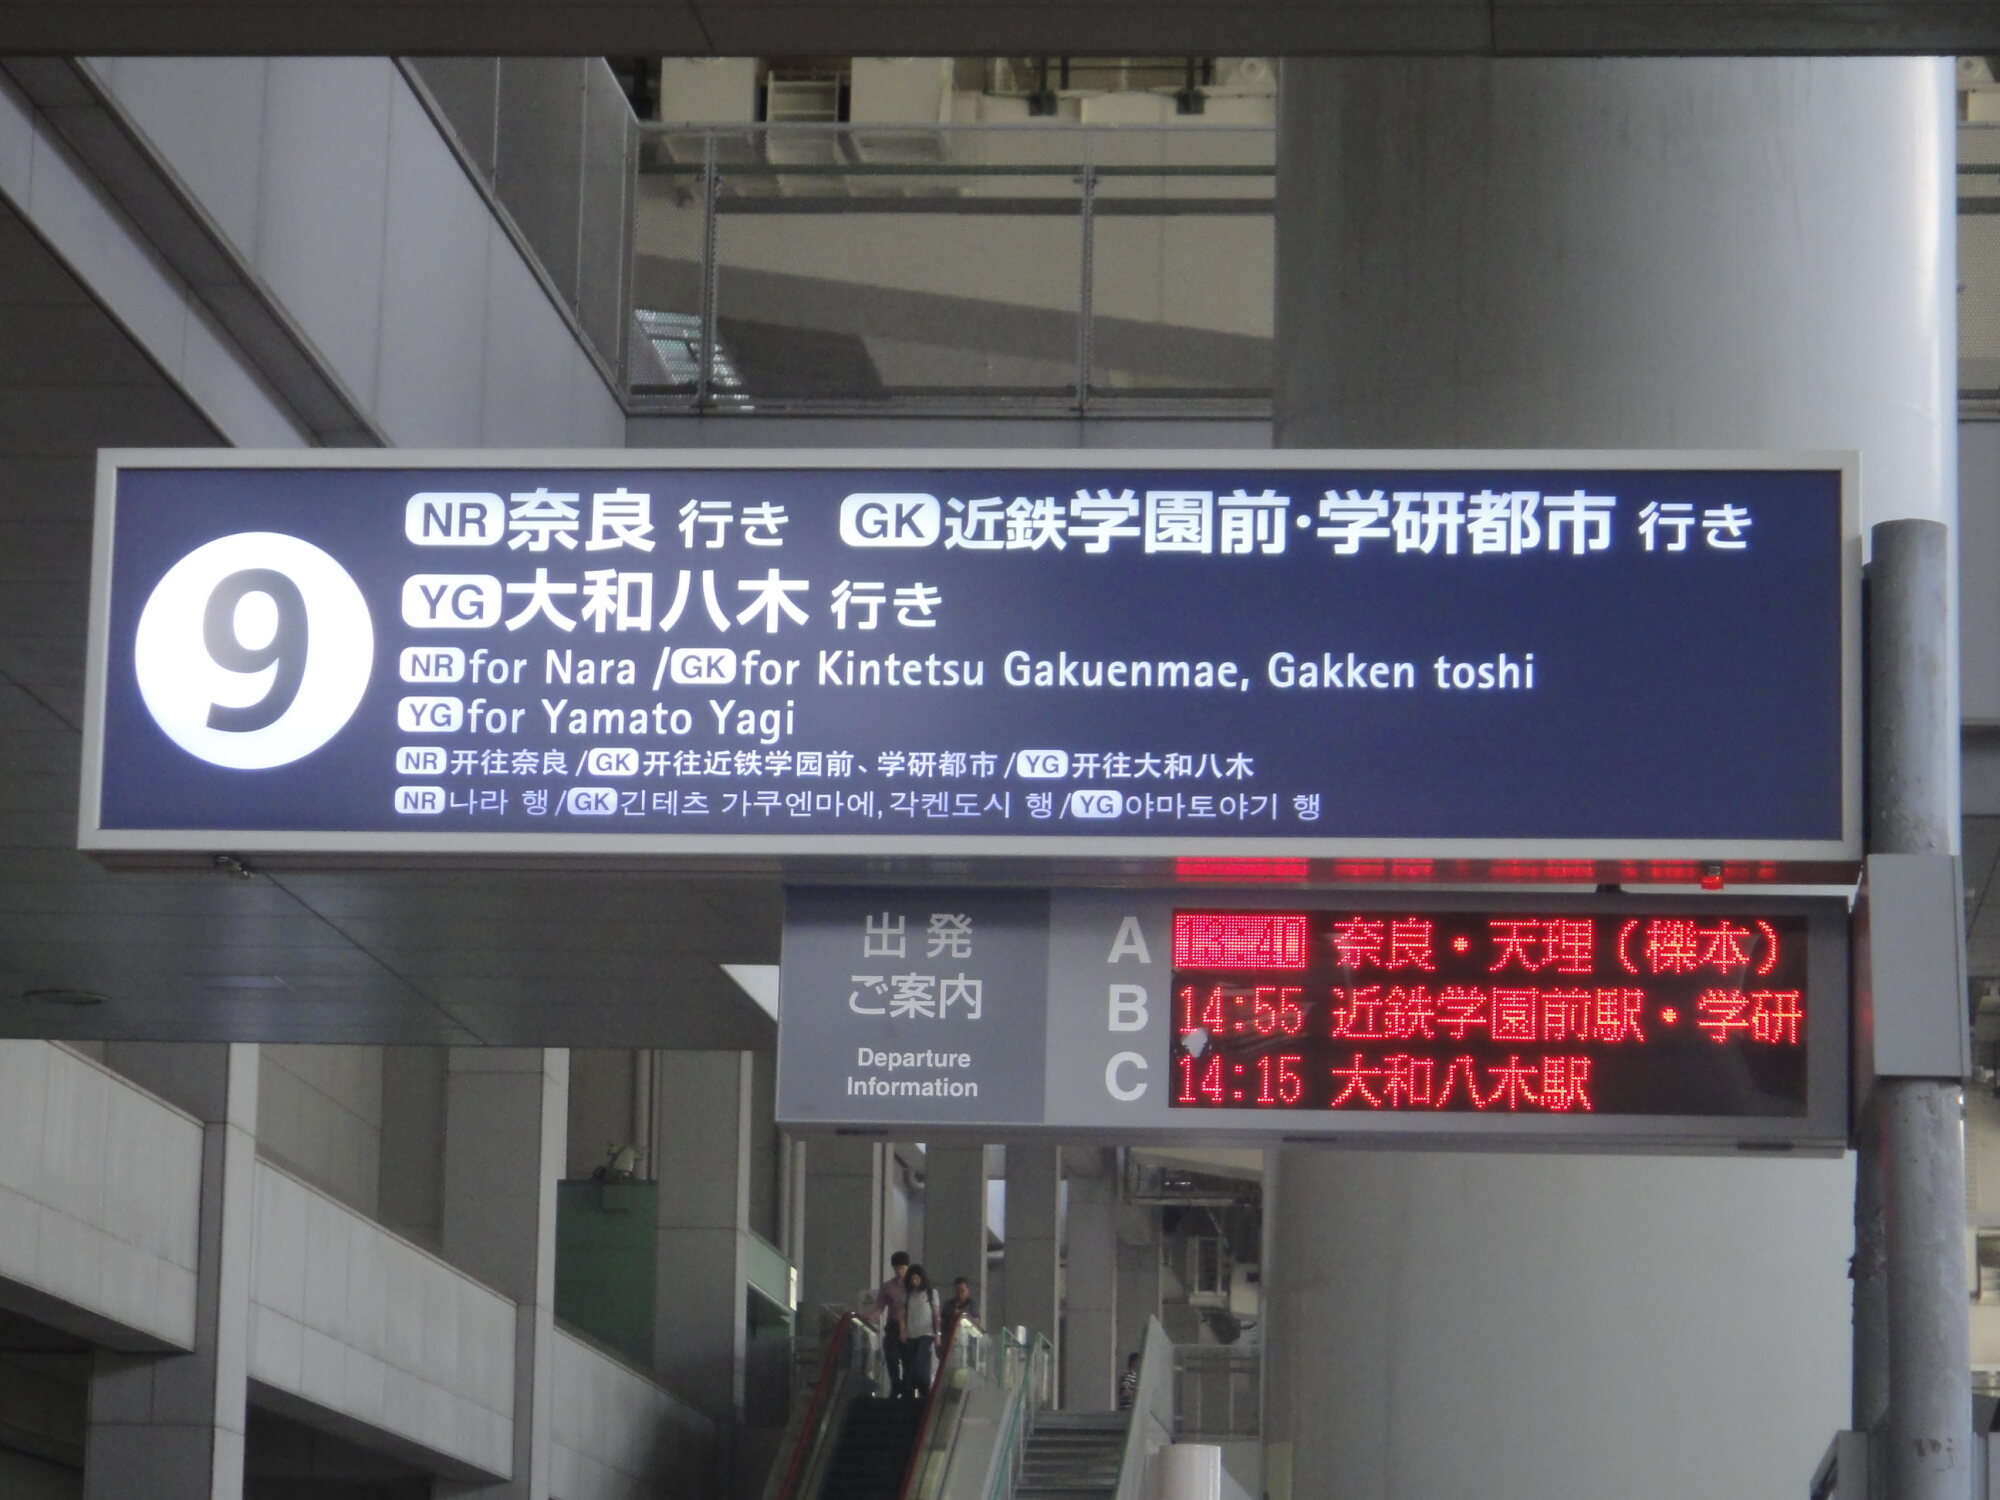 9
NR 奈良 行き GK 近鉄学園前・学研都市 行き
YG 大和八木 行き
NR for Nara / GK for Kintetsu Gakuenmae, Gakken toshi
YG for Yamato Yagi
NR 开往奈良 / GK 开往近铁学园前、学研都市 / YG 开往大和八木
NR 나라 행 / GK 긴테츠 가쿠엔마에, 각켄도시 행 / YG 야마토야기 행
出発
ご案内
Departure
Information
A 13:40 奈良・天理（櫟本）
B 14:55 近鉄学園前駅・学研
C 14:15 大和八木駅